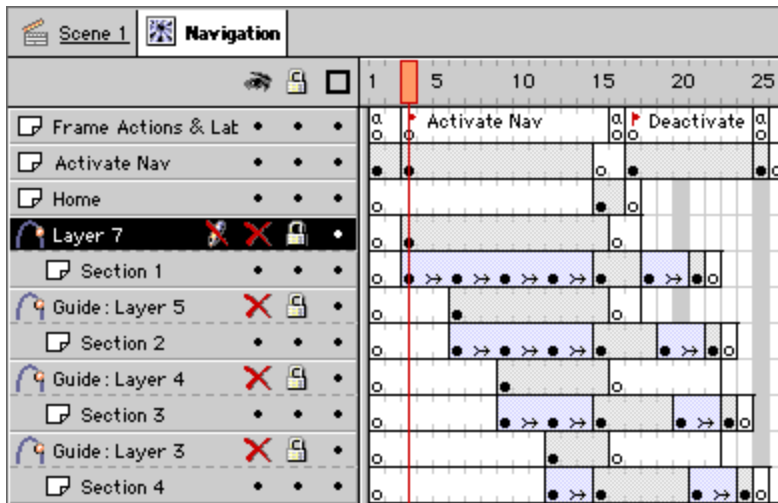 Scene 1 Navigation
1 5 10 15 20 25
Frame Actions & Lab a Activate Nav a Deactivate a
Activate Nav
Home
Layer 7
Section 1
Guide: Layer 5
Section 2
Guide: Layer 4
Section 3
Guide: Layer 3
Section 4